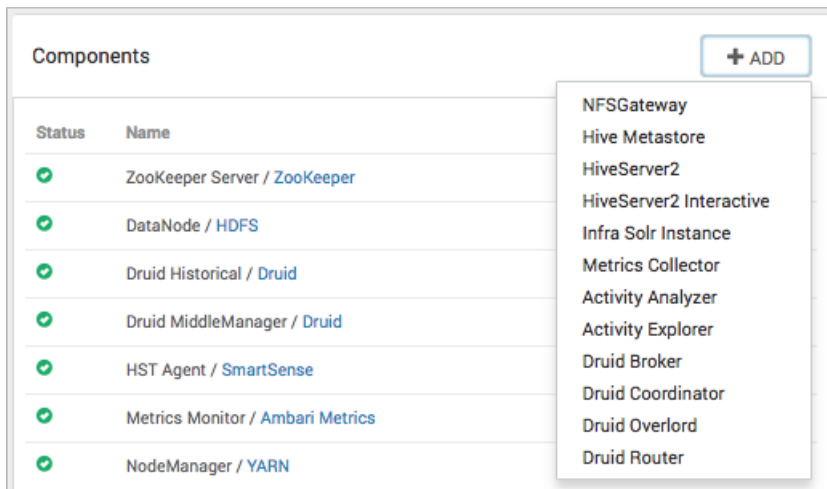 Components
+ ADD
Status Name
ZooKeeper Server / ZooKeeper
DataNode / HDFS
Druid Historical / Druid
Druid MiddleManager / Druid
HST Agent / SmartSense
Metrics Monitor / Ambari Metrics
NodeManager / YARN
NFSGateway
Hive Metastore
HiveServer2
HiveServer2 Interactive
Infra Solr Instance
Metrics Collector
Activity Analyzer
Activity Explorer
Druid Broker
Druid Coordinator
Druid Overlord
Druid Router